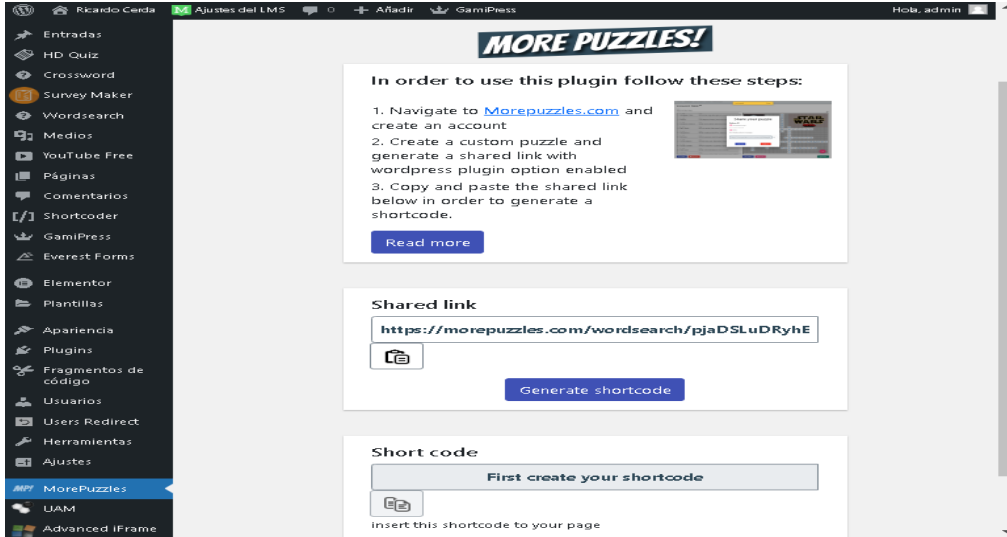 Ricardo Cerda M Ajustes del LMS 0 + Añadir GamiPress Hola, admin
Entradas
HD Quiz
Crossword
Survey Maker
Wordsearch
Medios
YouTube Free
Páginas
Comentarios
[/] Shortcoder
GamiPress
Everest Forms
Elementor
Plantillas
Apariencia
Plugins
Fragmentos de
código
Usuarios
Users Redirect
Herramientas
Ajustes
MP! MorePuzzles
UAM
Advanced iFrame
MORE PUZZLES!
In order to use this plugin follow these steps:
1. Navigate to Morepuzzles.com and
create an account
2. Create a custom puzzle and
generate a shared link with
wordpress plugin option enabled
3. Copy and paste the shared link
below in order to generate a
shortcode.
STAR
WARS
Read more
Shared link
https://morepuzzles.com/wordsearch/pjaDSLuDRyhE
Generate shortcode
Short code
First create your shortcode
insert this shortcode to your page